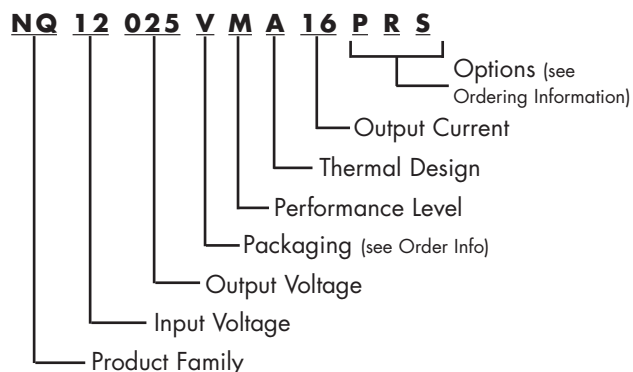 NQ 12 025 V M A 16 P R S
Options (see
Ordering Information)
Output Current
Thermal Design
Performance Level
Packaging (see Order Info)
Output Voltage
Input Voltage
Product Family